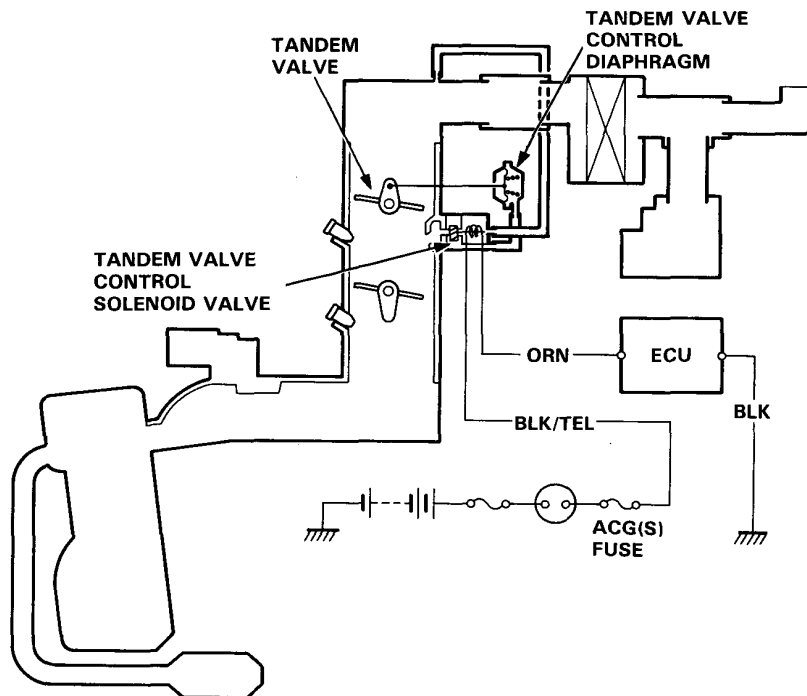 TANDEM VALVE
CONTROL
DIAPHRAGM
TANDEM
VALVE
TANDEM VALVE
CONTROL
SOLENOID VALVE
ORN
ECU
BLK/TEL
BLK
ACG(S)
FUSE